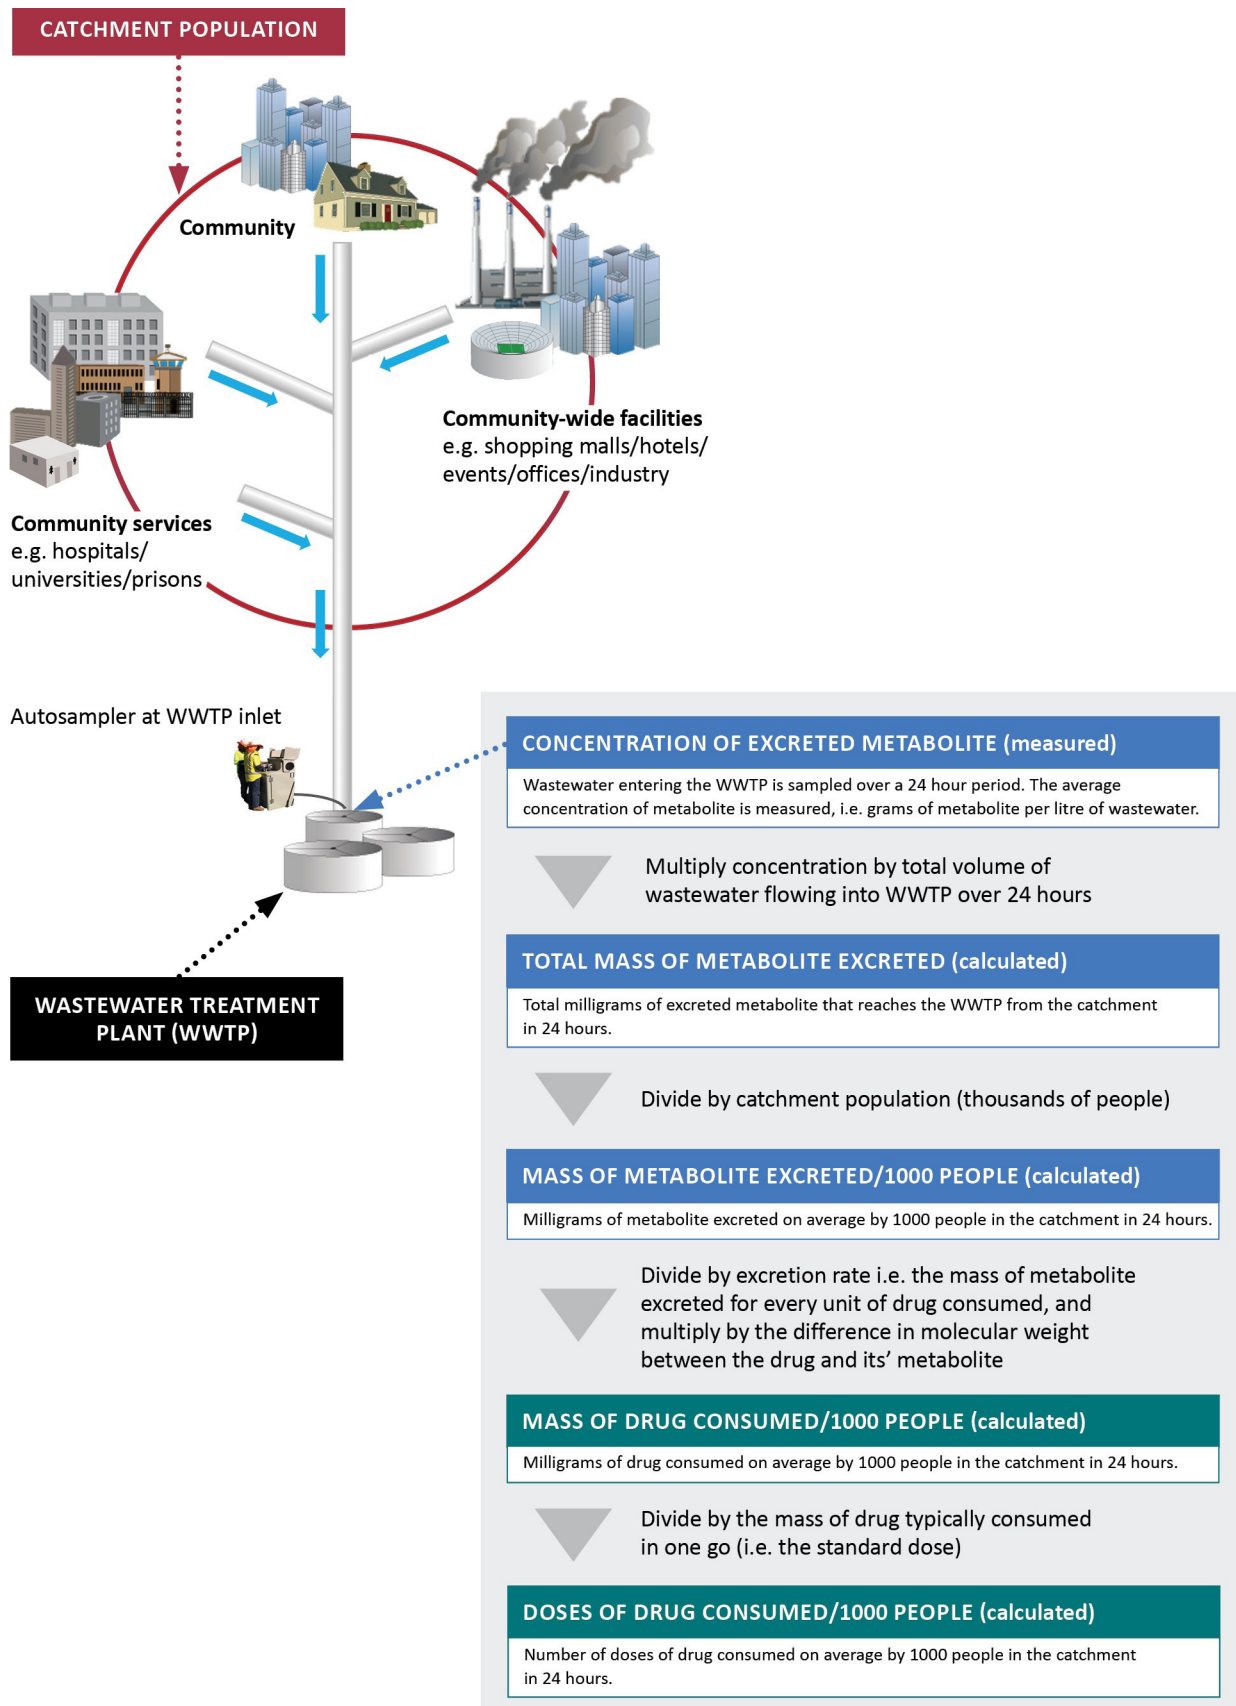 CATCHMENT POPULATION
Community
Community-wide facilities
e.g. shopping malls/hotels/
events/offices/industry
Community services
e.g. hospitals/
universities/prisons
Autosampler at WWTP inlet
WASTEWATER TREATMENT
PLANT (WWTP)
CONCENTRATION OF EXCRETED METABOLITE (measured)
Wastewater entering the WWTP is sampled over a 24 hour period. The average
concentration of metabolite is measured, i.e. grams of metabolite per litre of wastewater.
Multiply concentration by total volume of
wastewater flowing into WWTP over 24 hours
TOTAL MASS OF METABOLITE EXCRETED (calculated)
Total milligrams of excreted metabolite that reaches the WWTP from the catchment
in 24 hours.
Divide by catchment population (thousands of people)
MASS OF METABOLITE EXCRETED/1000 PEOPLE (calculated)
Milligrams of metabolite excreted on average by 1000 people in the catchment in 24 hours.
Divide by excretion rate i.e. the mass of metabolite
excreted for every unit of drug consumed, and
multiply by the difference in molecular weight
between the drug and its’ metabolite
MASS OF DRUG CONSUMED/1000 PEOPLE (calculated)
Milligrams of drug consumed on average by 1000 people in the catchment in 24 hours.
Divide by the mass of drug typically consumed
in one go (i.e. the standard dose)
DOSES OF DRUG CONSUMED/1000 PEOPLE (calculated)
Number of doses of drug consumed on average by 1000 people in the catchment
in 24 hours.